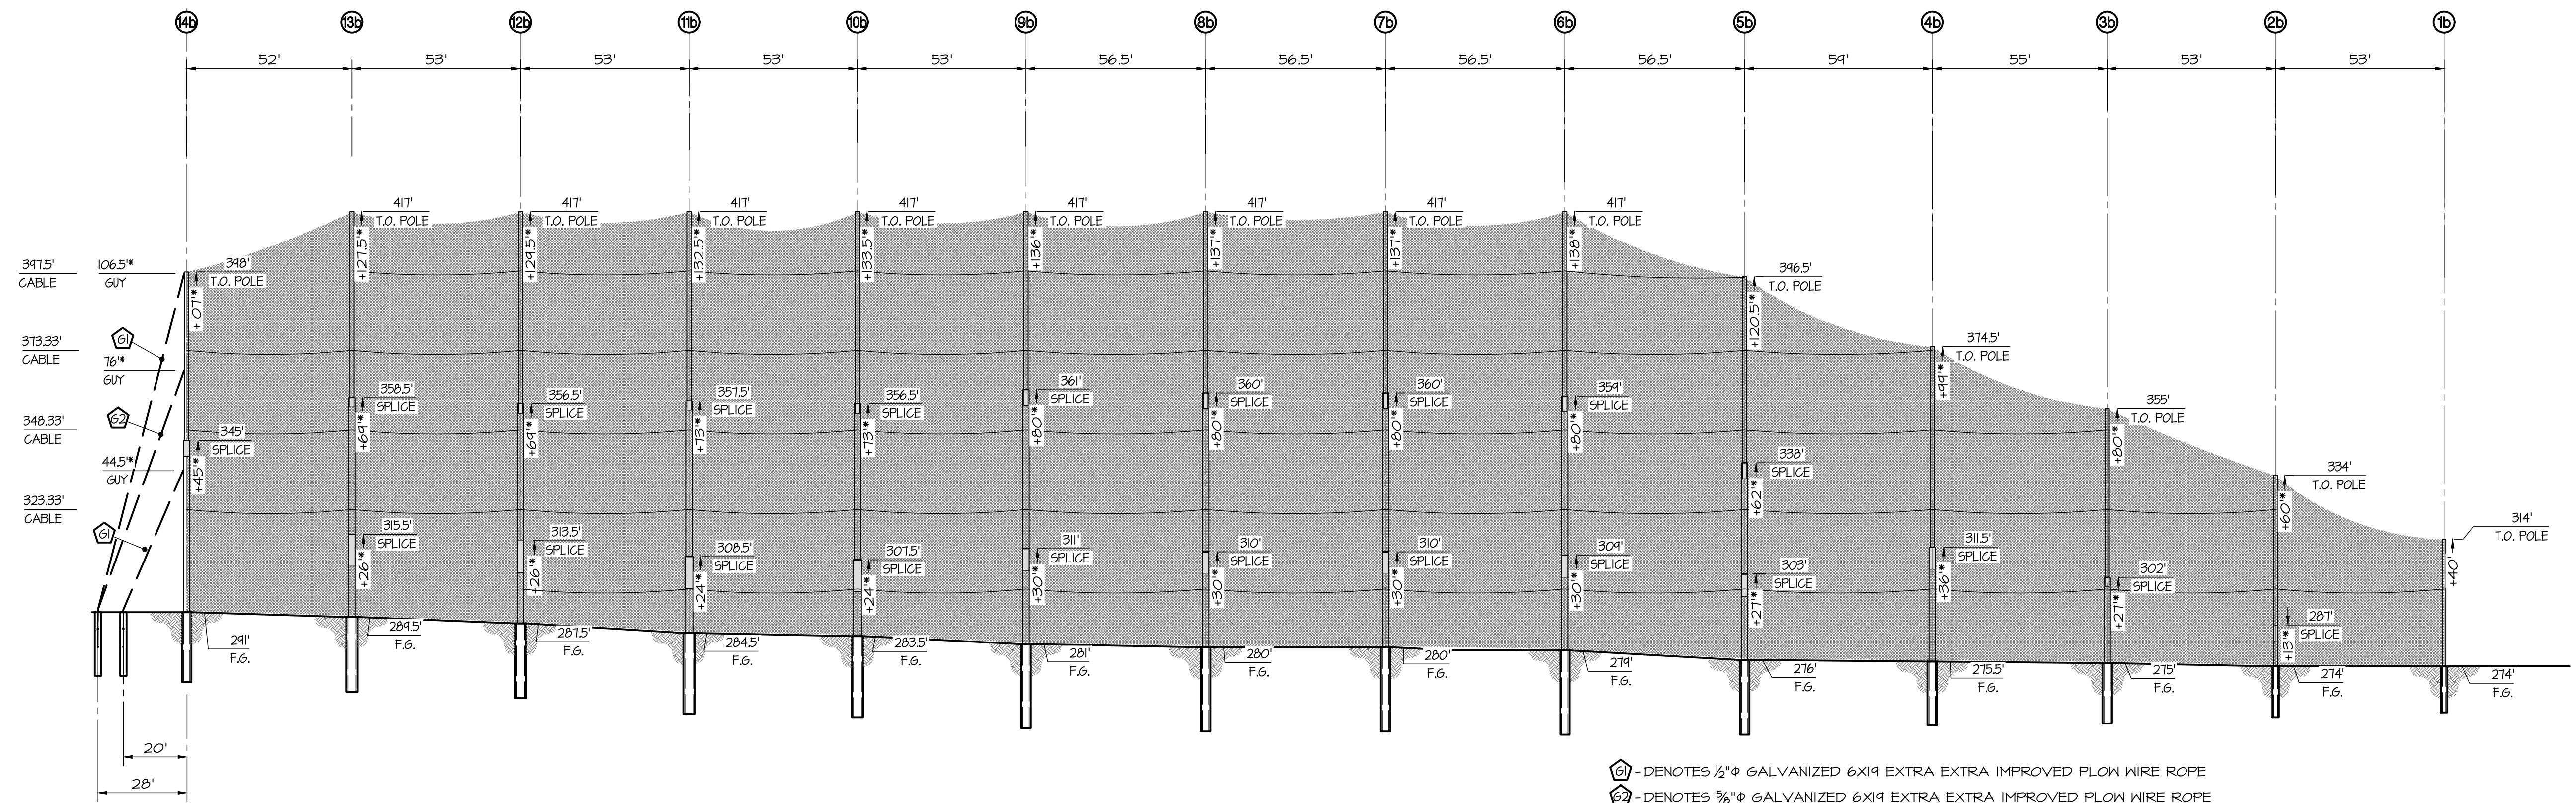 14b 13b 12b 11b 10b 9b 8b 7b 6b 5b 4b 3b 2b 1b
52' 53' 53' 53' 53' 56.5' 56.5' 56.5' 56.5' 59' 55' 53' 53'
417' 417' 417' 417' 417' 417' 417' 417'
T.O. POLE T.O. POLE T.O. POLE T.O. POLE T.O. POLE T.O. POLE T.O. POLE T.O. POLE
+127.5'* +129.5'* +132.5'* +133.5'* +136'* +137'* +137'* +138'*
397.5' 106.5'* 398' 396.5'
CABLE GUY T.O. POLE T.O. POLE
+107'* +120.5'*
G1
373.33' 374.5'
CABLE T.O. POLE
76'*
GUY
+99'*
358.5' 356.5' 357.5' 356.5' 361' 360' 360' 359'
SPLICE SPLICE SPLICE SPLICE SPLICE SPLICE SPLICE SPLICE
+69'* +69'* +73'* +73'* +80'* +80'* +80'* +80'*
355'
T.O. POLE
+80'*
G2
348.33' 345'
CABLE SPLICE
44.5'*
GUY
+45'*
338'
SPLICE
+62'*
334'
T.O. POLE
+60'*
323.33'
CABLE
G1
315.5' 313.5' 308.5' 307.5' 311' 310' 310' 309' 303' 311.5' 302'
SPLICE SPLICE SPLICE SPLICE SPLICE SPLICE SPLICE SPLICE SPLICE SPLICE SPLICE
+26'* +26'* +24'* +24'* +30'* +30'* +30'* +30'* +27'* +36'* +27'*
314'
T.O. POLE
+40'
287'
SPLICE
+13'*
291' 289.5' 287.5' 284.5' 283.5' 281' 280' 280' 279' 276' 275.5' 275' 274' 274'
F.G. F.G. F.G. F.G. F.G. F.G. F.G. F.G. F.G. F.G. F.G. F.G. F.G. F.G.
20'
28'
G1 - DENOTES 1/2"Φ GALVANIZED 6X19 EXTRA EXTRA IMPROVED PLOW WIRE ROPE
G2 - DENOTES 5/8"Φ GALVANIZED 6X19 EXTRA EXTRA IMPROVED PLOW WIRE ROPE